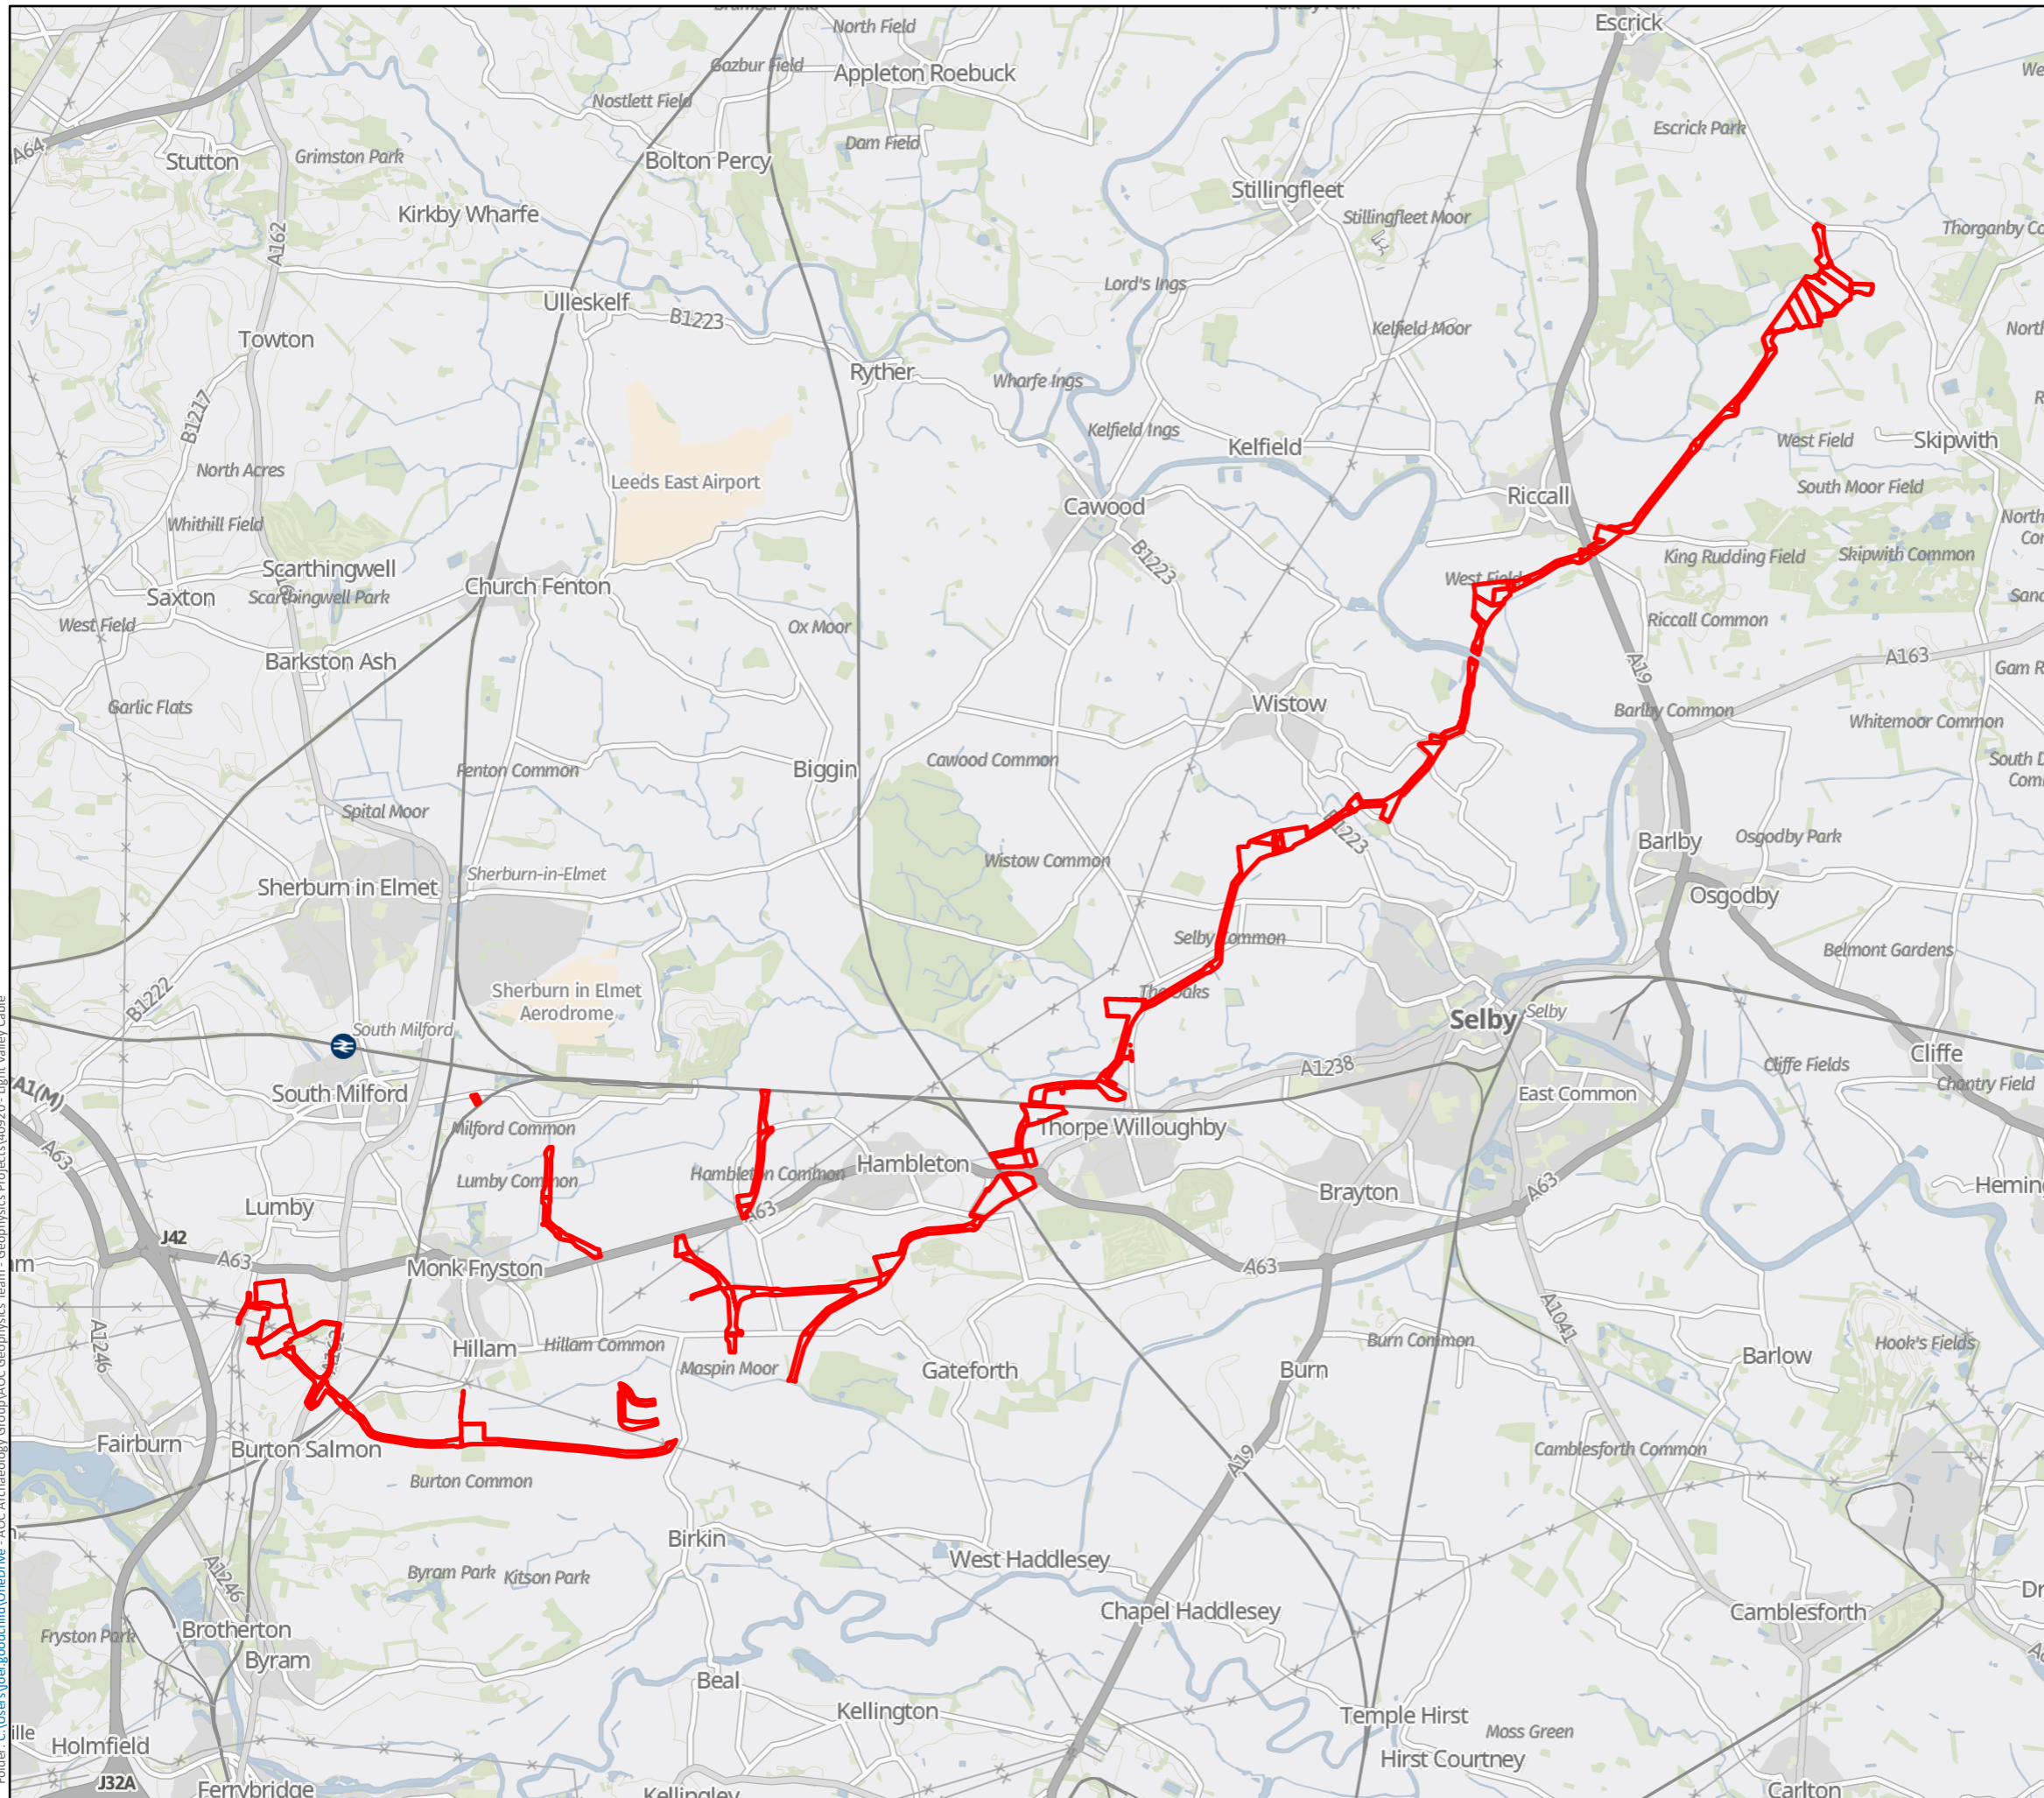 Escrick
North Field
Gazbur Field
Appleton Roebuck
Nostlett Field
Escrick Park
Dam Field
A64
Stutton
Grimston Park
Bolton Percy
Stillingfleet
Kirkby Wharfe
Stillingfleet Moor
A162
Thorganby Co
Lord's Ings
Ulleskelf
B1223
Kelfield Moor
Towton
Ryther
Wharfe Ings
B1217
Kelfield Ings
Kelfield
West Field
Skipwith
North Acres
Leeds East Airport
Cawood
Riccall
South Moor Field
Whithill Field
B1223
King Rudding Field
Skipwith Common
Scarthingwell
Scarthingwell Park
Church Fenton
West Field
Saxton
West Field
Ox Moor
Riccall Common
Barkston Ash
A19
A163
Garlic Flats
Wistow
Barlby Common
Whitemoor Common
Fenton Common
Biggin
Cawood Common
Spital Moor
B1223
Barlby
Osgodby Park
Wistow Common
Sherburn in Elmet
Sherburn-in-Elmet
Osgodby
Selby Common
Belmont Gardens
B1222
Sherburn in Elmet
Aerodrome
The Oaks
Selby
Selby
South Milford
A1(M)
South Milford
A1238
Cliffe
Cliffe Fields
Chantry Field
East Common
A63
Milford Common
Thorpe Willoughby
Hambleton
Lumby Common
Hambleton Common
Brayton
A63
Lumby
A63
J42
A63
Monk Fryston
A63
A1246
A162
Hillam
Hillam Common
Maspin Moor
Gateforth
Burn
Burn Common
A1041
Barlow
Hook's Fields
Fairburn
Burton Salmon
Burton Common
A19
Camblesforth Common
Birkin
West Haddlesey
Byram Park
Kitson Park
A1246
Chapel Haddlesey
Camblesforth
Fryston Park
Brotherton
Byram
Beal
Kellington
Temple Hirst
Moss Green
Holmfield
Hirst Courtney
J32A
Ferrybridge
Kellingley
Carlton